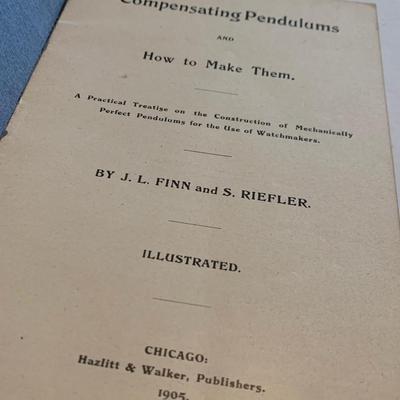 Compensating Pendulums
AND
How to Make Them.
A Practical Treatise on the Construction of Mechanically
Perfect Pendulums for the Use of Watchmakers.
BY J. L. FINN and S. RIEFLER.
ILLUSTRATED.
CHICAGO:
Hazlitt & Walker, Publishers.
1905.